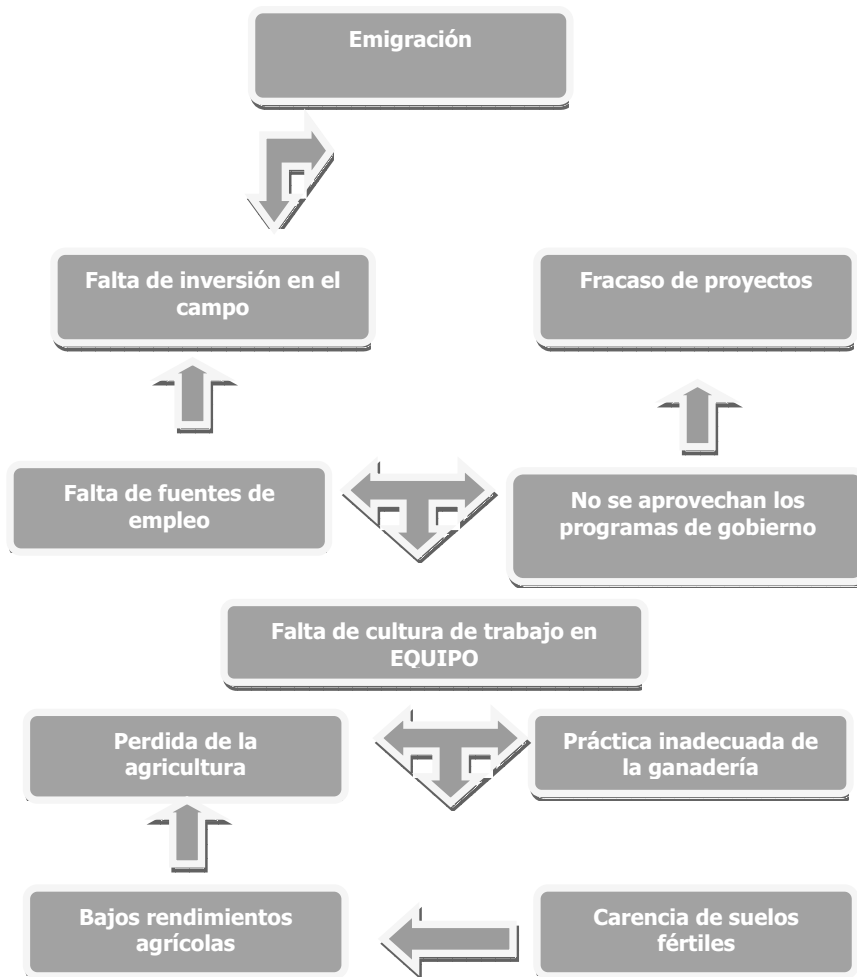 Emigración
Falta de inversión en el
campo
Fracaso de proyectos
Falta de fuentes de
empleo
No se aprovechan los
programas de gobierno
Falta de cultura de trabajo en
EQUIPO
Perdida de la
agricultura
Práctica inadecuada de
la ganadería
Bajos rendimientos
agrícolas
Carencia de suelos
fértiles